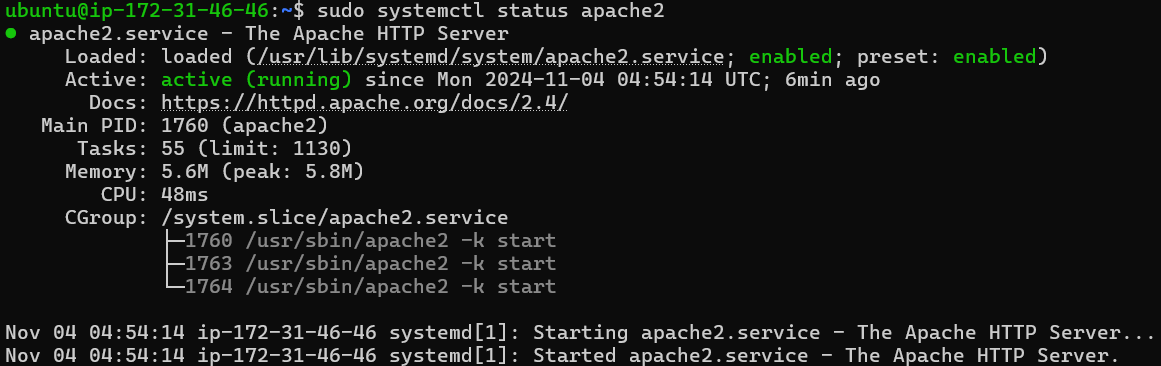 ubuntu@ip-172-31-46-46:~$ sudo systemctl status apache2
● apache2.service - The Apache HTTP Server
     Loaded: loaded (/usr/lib/systemd/system/apache2.service; enabled; preset: enabled)
     Active: active (running) since Mon 2024-11-04 04:54:14 UTC; 6min ago
       Docs: https://httpd.apache.org/docs/2.4/
   Main PID: 1760 (apache2)
      Tasks: 55 (limit: 1130)
     Memory: 5.6M (peak: 5.8M)
        CPU: 48ms
     CGroup: /system.slice/apache2.service
             ├─1760 /usr/sbin/apache2 -k start
             ├─1763 /usr/sbin/apache2 -k start
             └─1764 /usr/sbin/apache2 -k start

Nov 04 04:54:14 ip-172-31-46-46 systemd[1]: Starting apache2.service - The Apache HTTP Server...
Nov 04 04:54:14 ip-172-31-46-46 systemd[1]: Started apache2.service - The Apache HTTP Server.